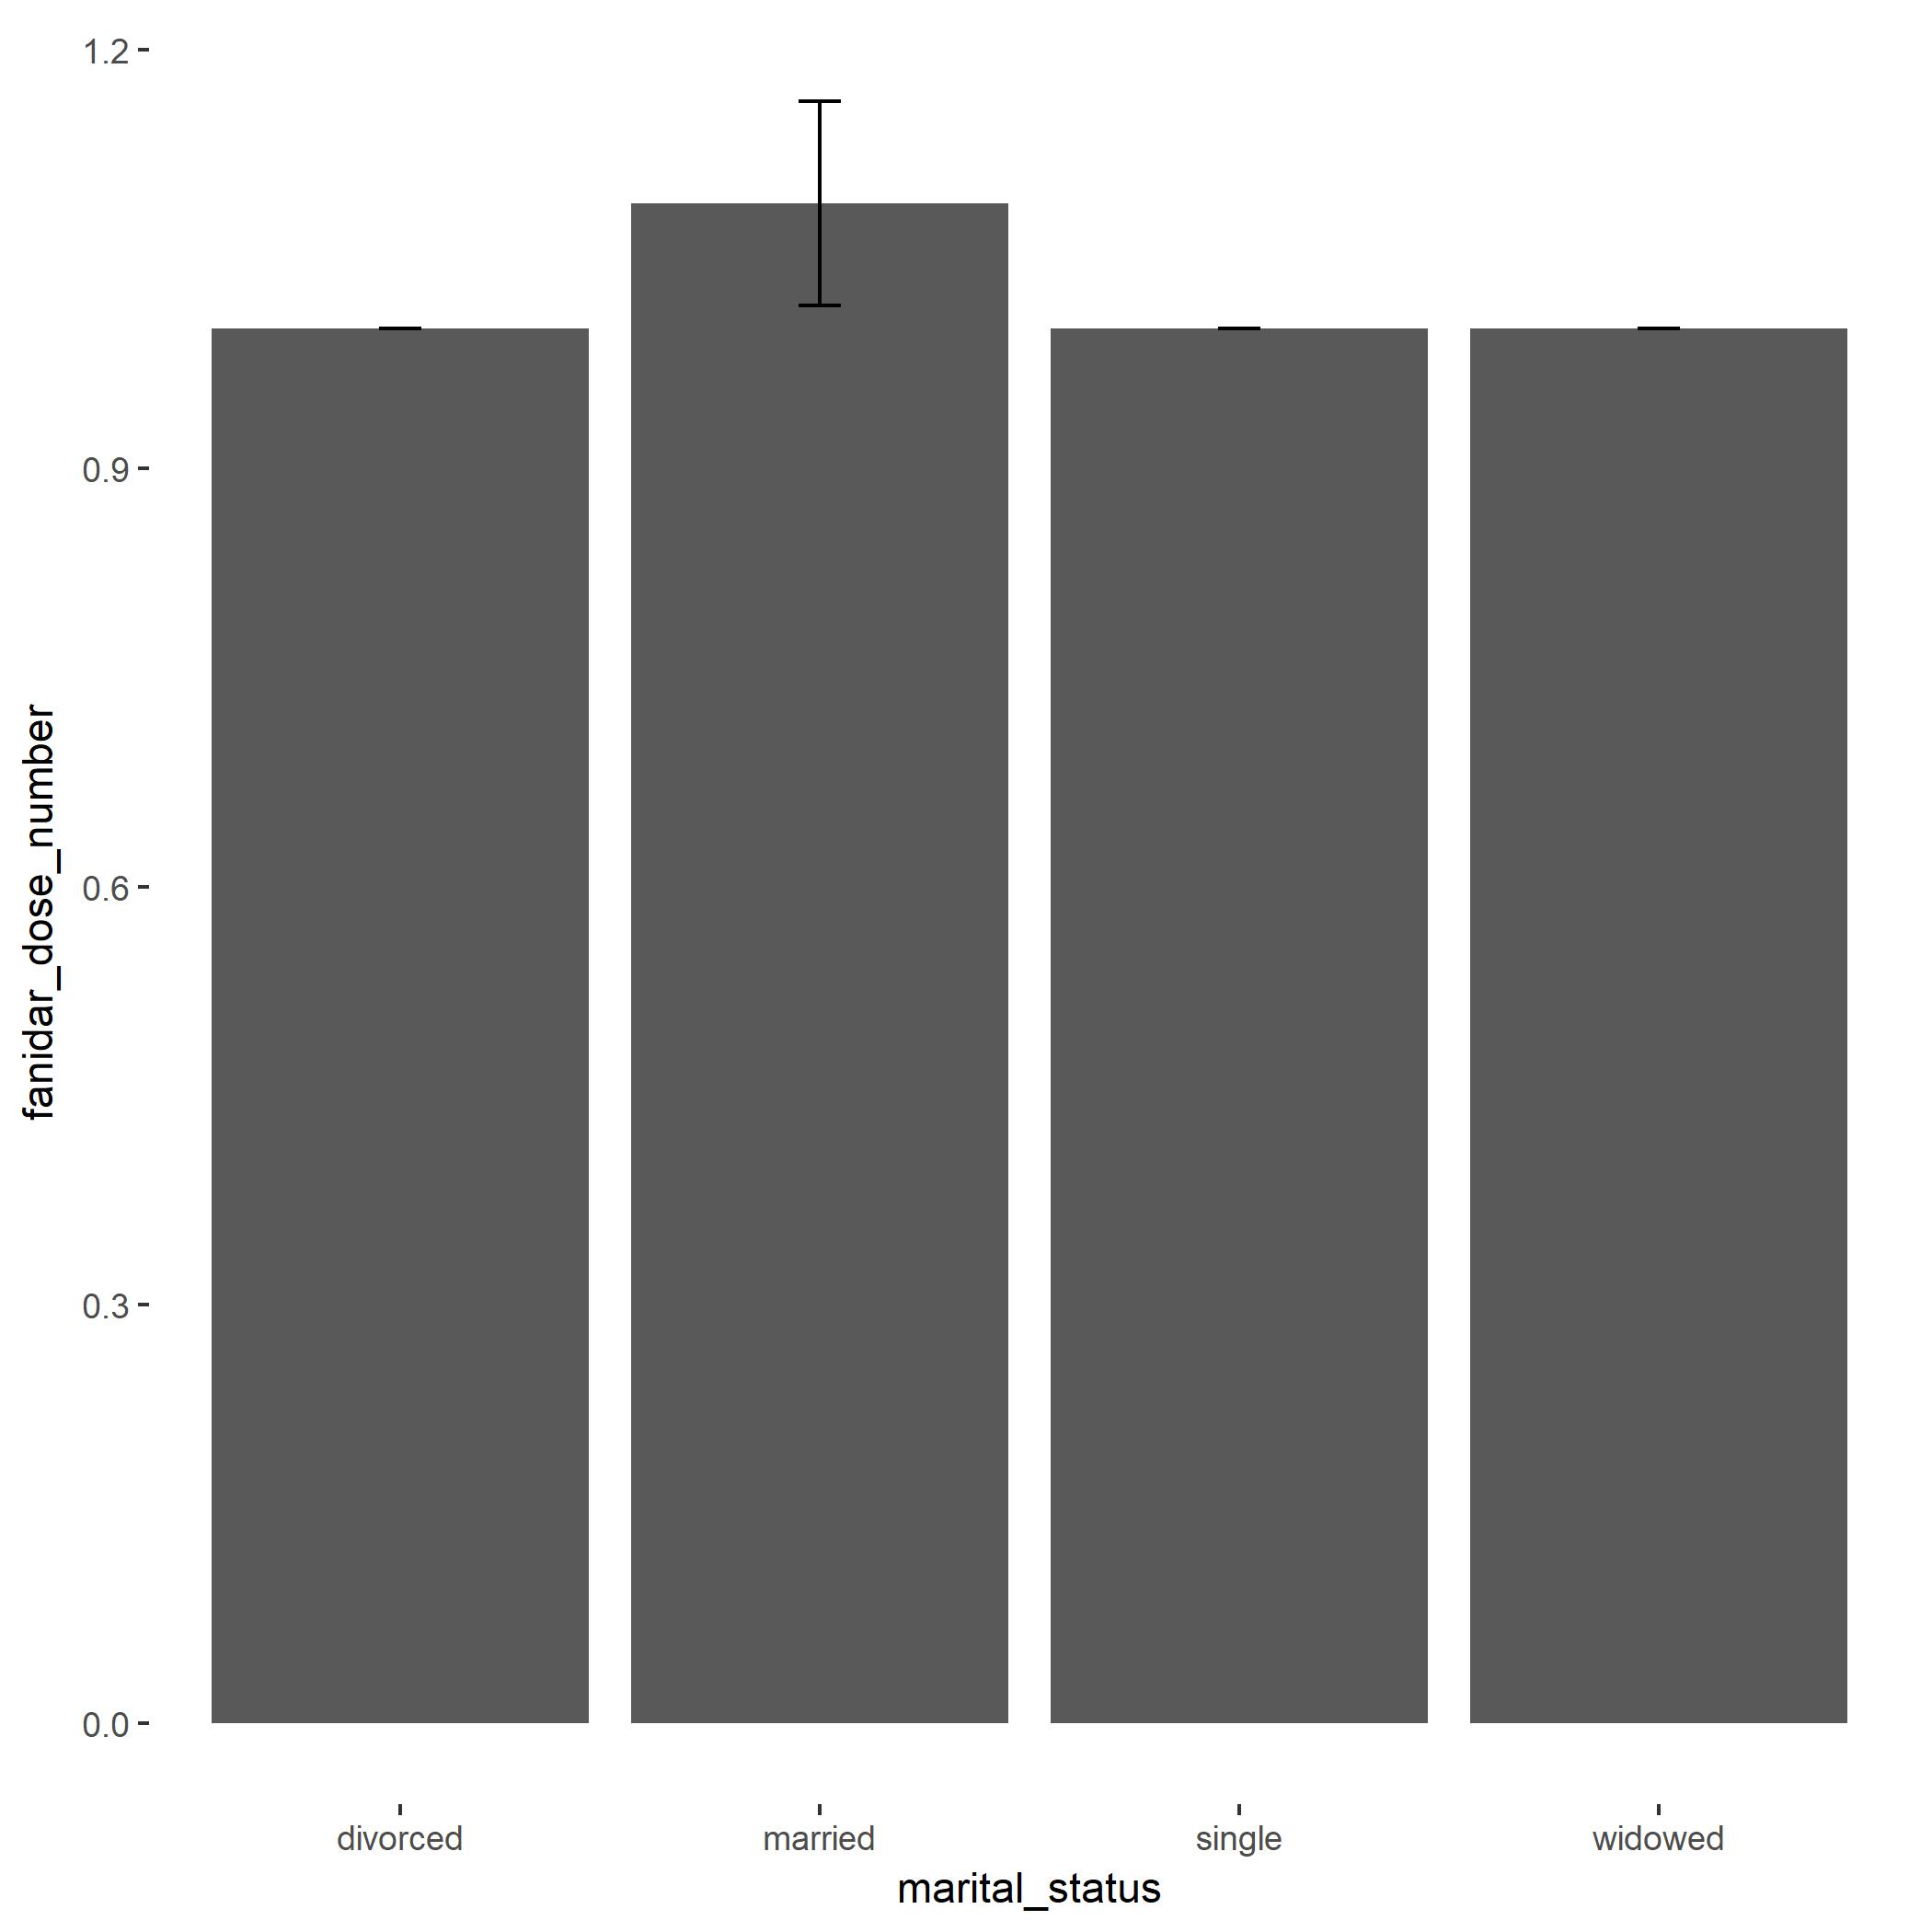 1.2
0.9
0.6
0.3
0.0
fanidar_dose_number
divorced married single widowed
marital_status